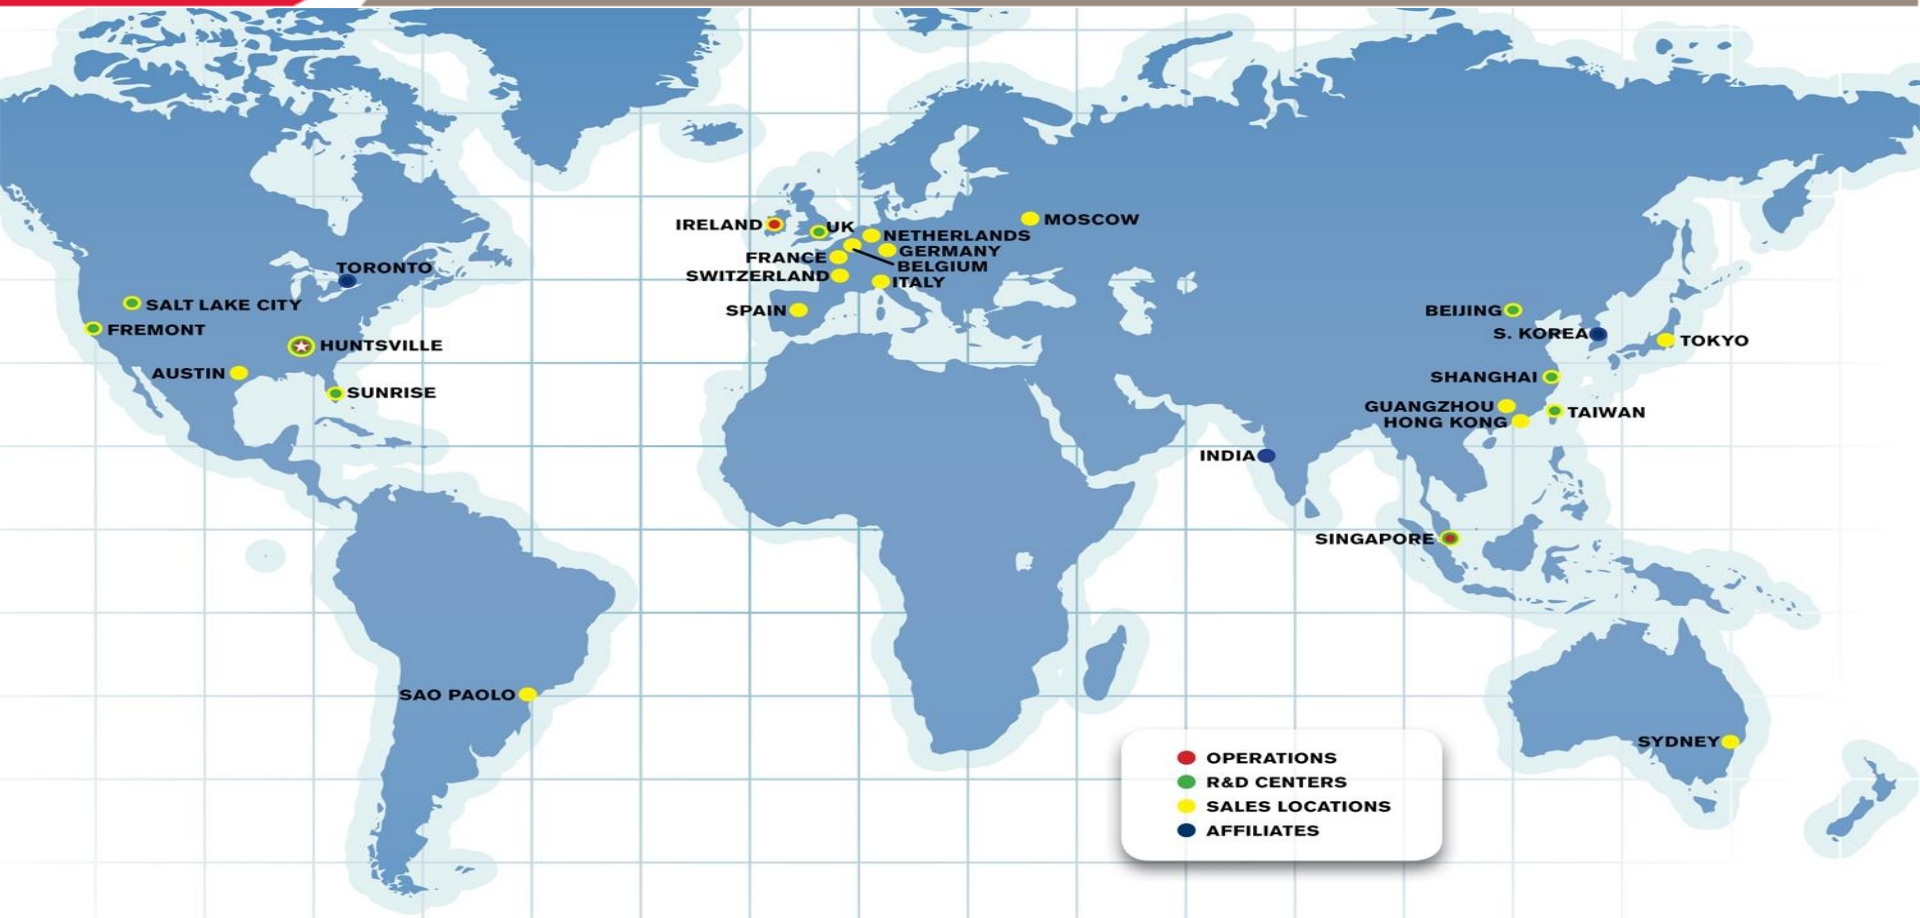 IRELAND
UK
MOSCOW
NETHERLANDS
GERMANY
FRANCE
BELGIUM
SWITZERLAND
ITALY
SPAIN
TORONTO
SALT LAKE CITY
FREMONT
HUNTSVILLE
AUSTIN
SUNRISE
BEIJING
S. KOREA
TOKYO
SHANGHAI
GUANGZHOU
HONG KONG
TAIWAN
INDIA
SINGAPORE
SAO PAOLO
SYDNEY
OPERATIONS
R&D CENTERS
SALES LOCATIONS
AFFILIATES